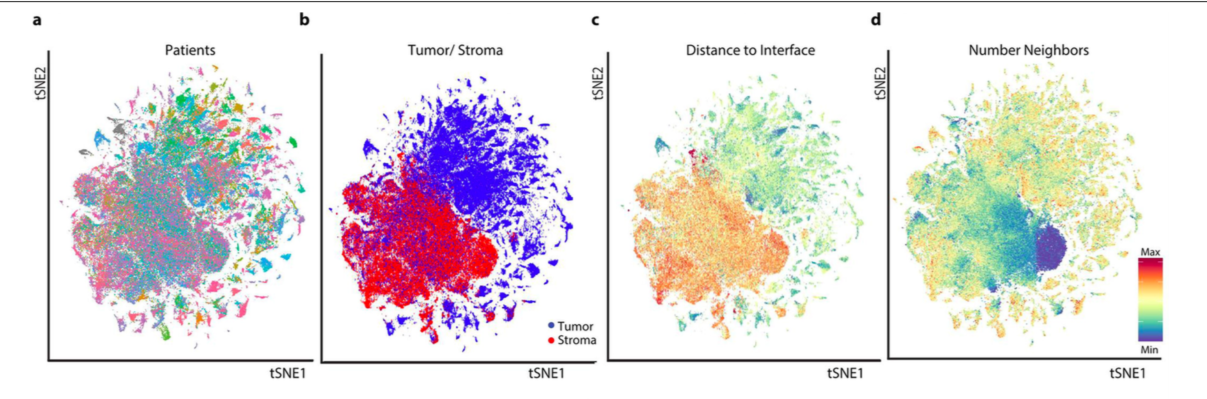 a
b
c
d
Patients
Tumor/ Stroma
Distance to Interface
Number Neighbors
tSNE2
tSNE2
tSNE2
tSNE2
Tumor
Stroma
Max
Min
tSNE1
tSNE1
tSNE1
tSNE1